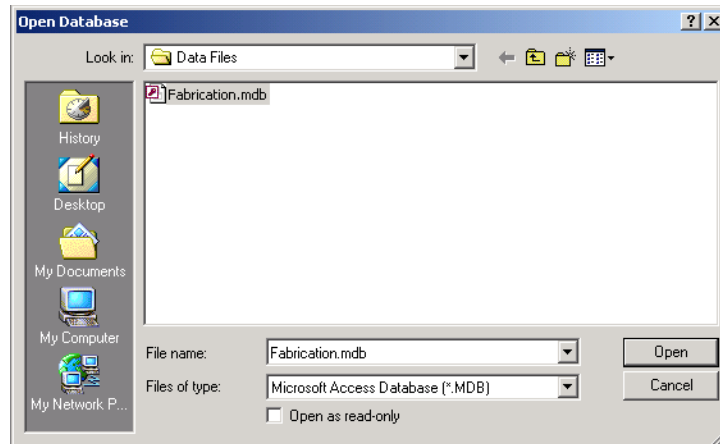 Open Database
Look in: Data Files
Fabrication.mdb
History
Desktop
My Documents
My Computer
My Network P...
File name: Fabrication.mdb Open
Files of type: Microsoft Access Database (*.MDB) Cancel
Open as read-only